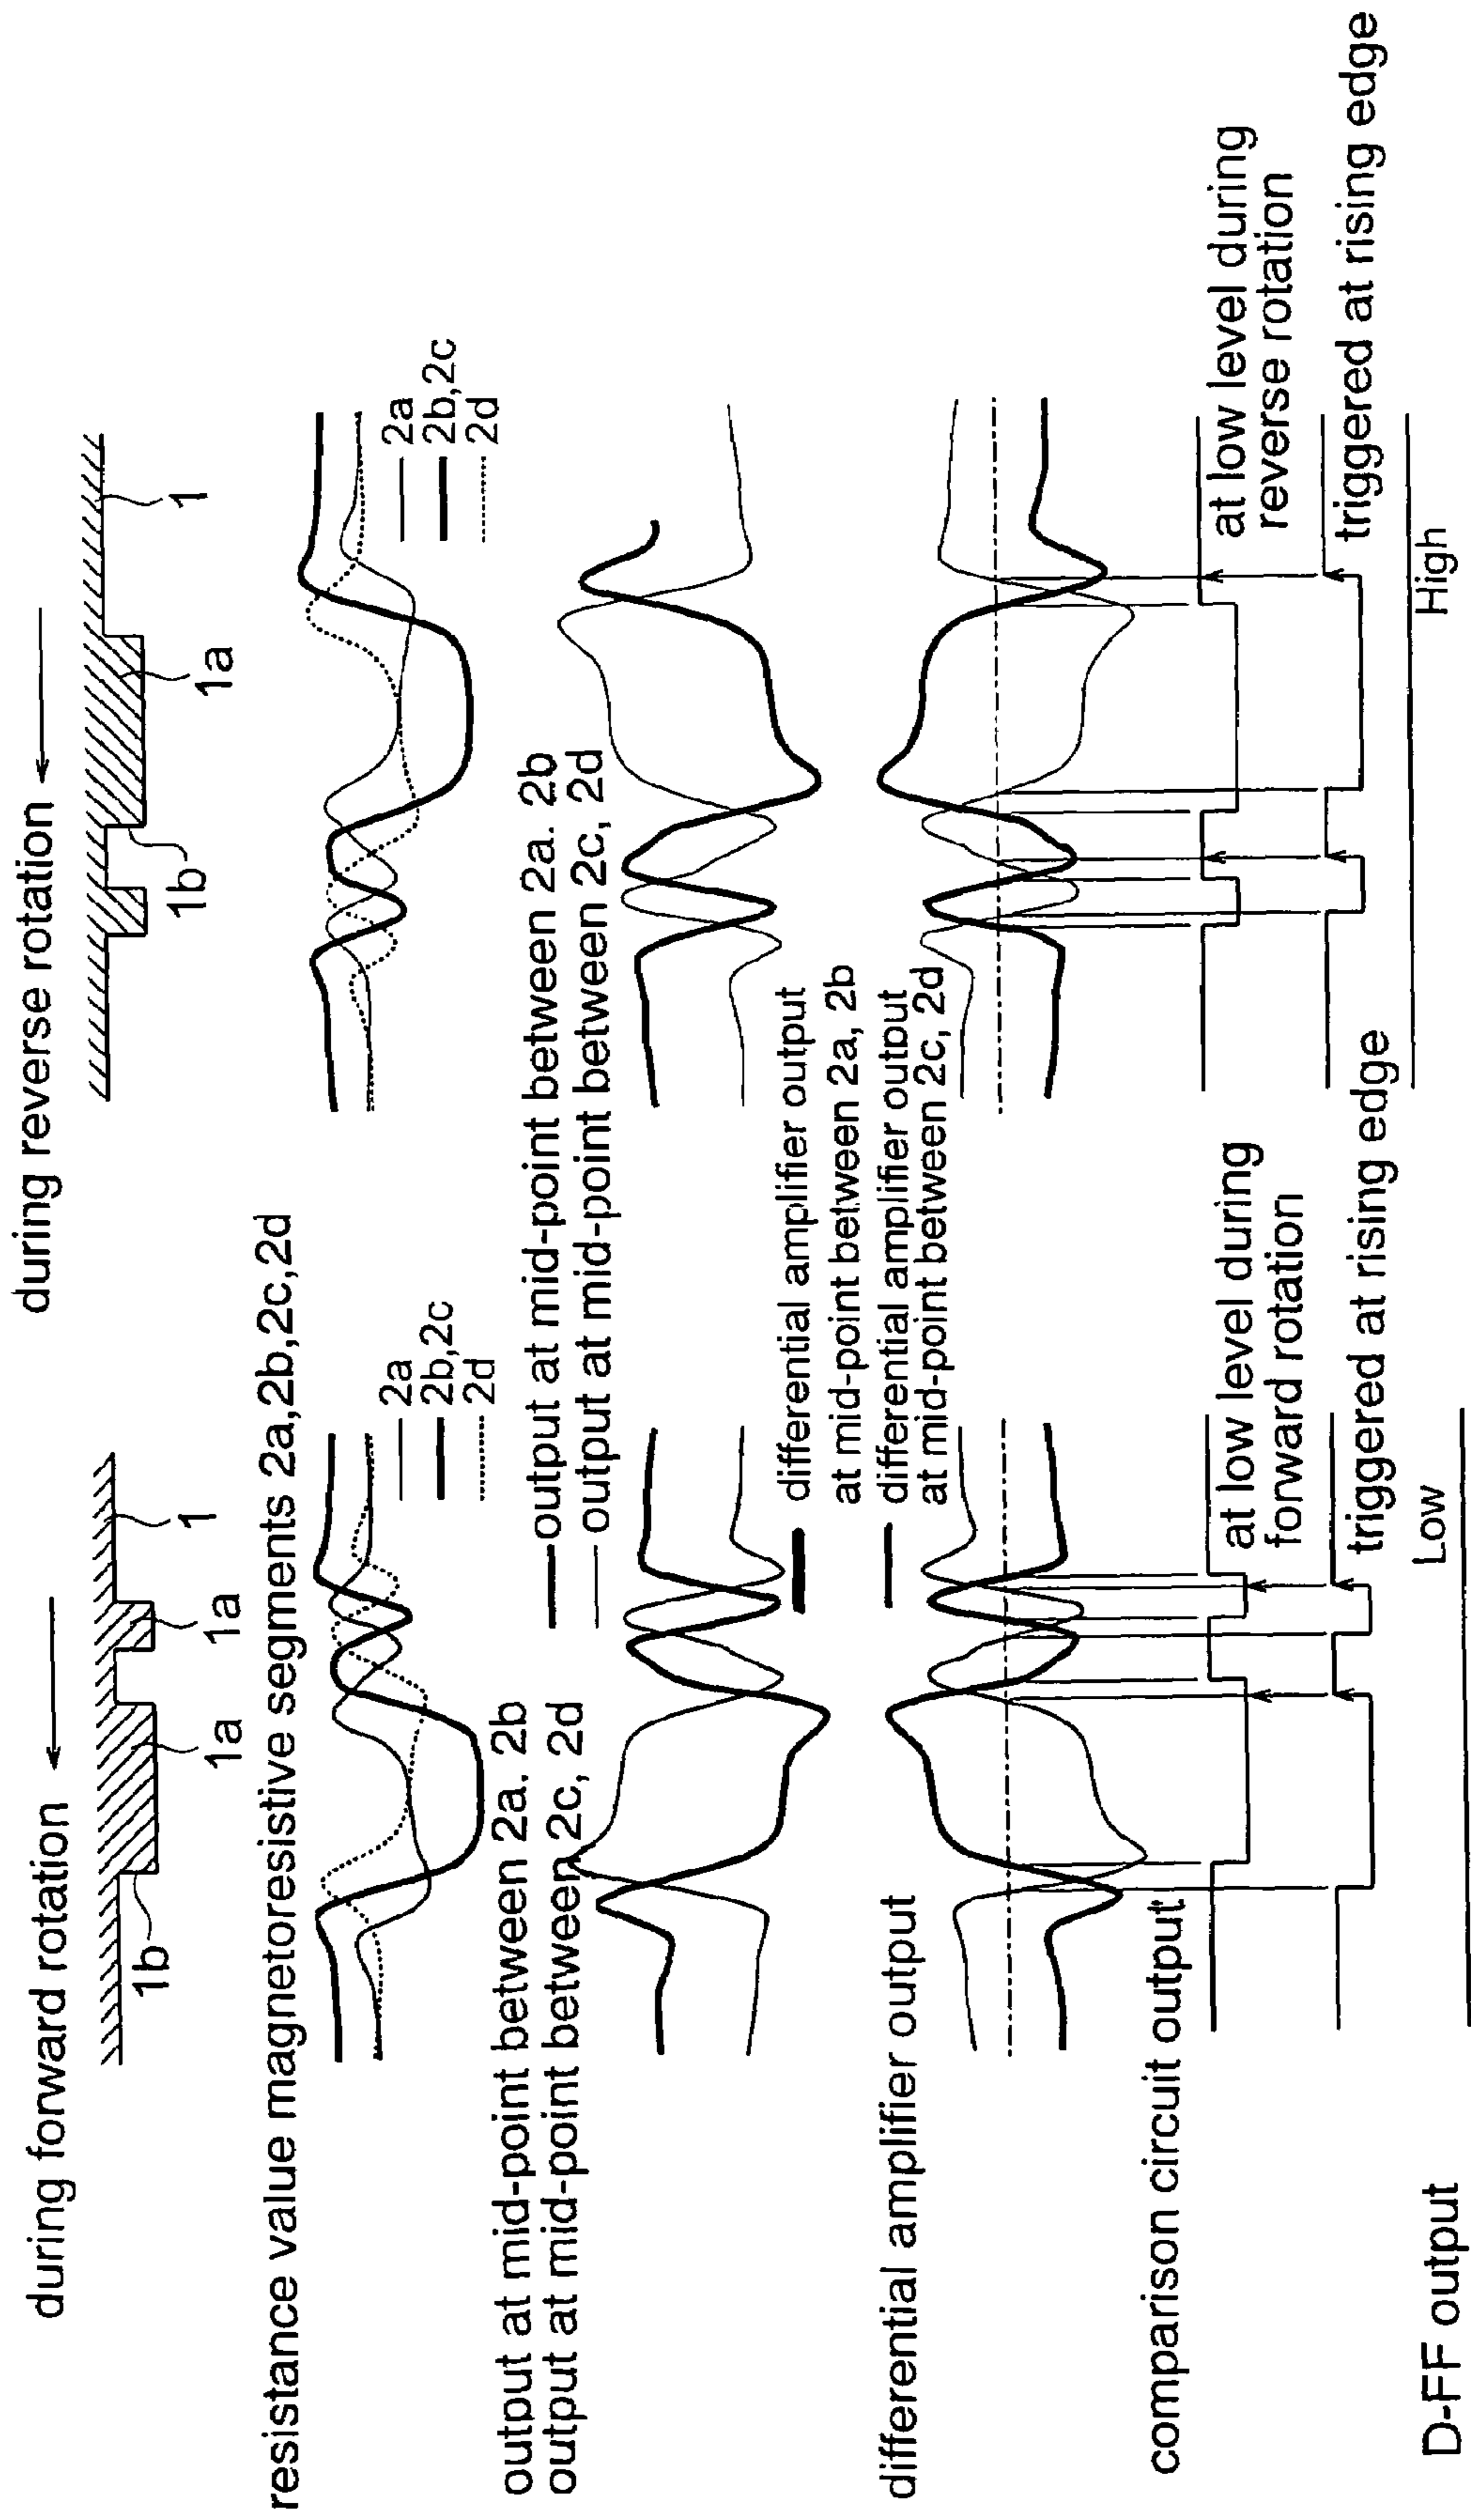 during forward rotation
during reverse rotation
1b
1a
1a
1
1b
1a
1
resistance value magnetoresistive segments 2a,2b,2c,2d
2a
2b,2c
2d
2a
2b,2c
2d
output at mid-point between 2a. 2b
output at mid-point between 2c, 2d
output at mid-point between 2a. 2b
output at mid-point between 2c, 2d
differential amplifier output
differential amplifier output
at mid-point between 2a, 2b
differential amplifier output
at mid-point between 2c, 2d
comparison circuit output
at low level during
forward rotation
triggered at rising edge
at low level during
reverse rotation
triggered at rising edge
D-FF output
Low
High